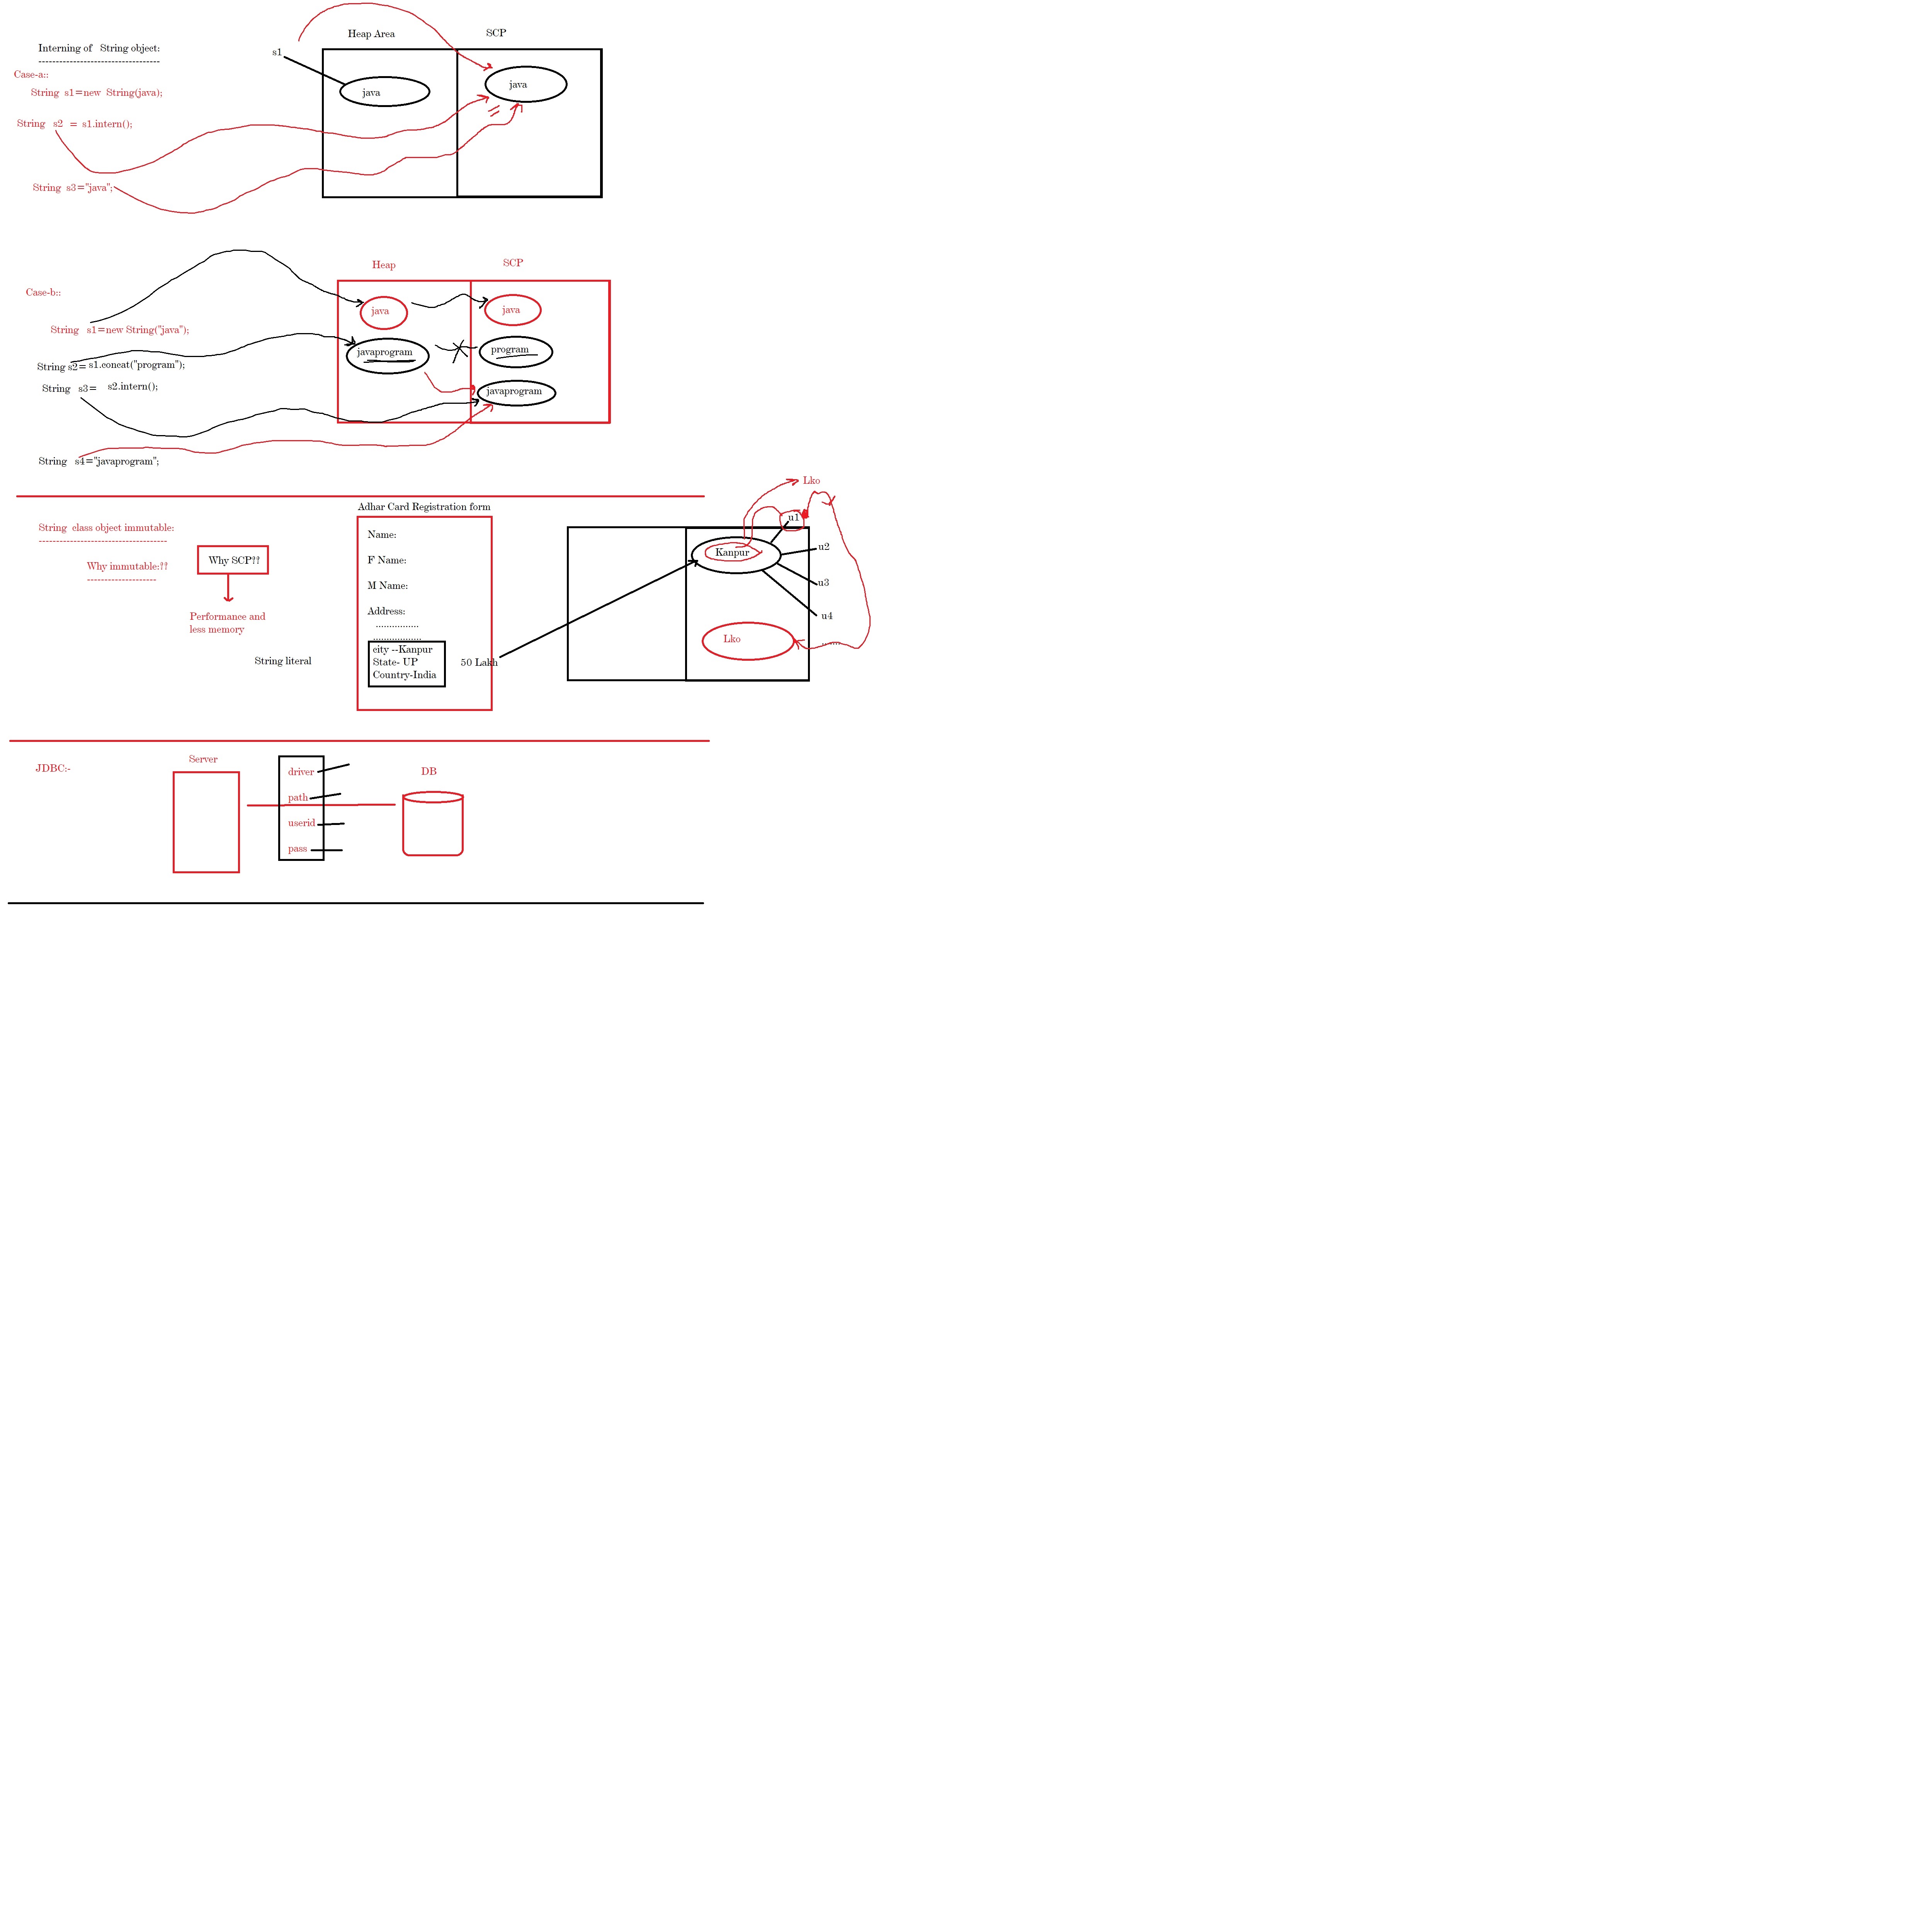 Heap Area
SCP
Interning of String object:
-----------------------------------
s1
Case-a::
java
java
String s1=new String(java);
String s2 = s1.intern();
String s3="java";
Heap
SCP
Case-b::
java
java
String s1=new String("java");
javaprogram
program
String s2= s1.concat("program");
String s3= s2.intern();
javaprogram
String s4="javaprogram";
Lko
Adhar Card Registration form
String class object immutable:
-------------------------------------
Why immutable:??
--------------------
Why SCP??
Performance and
less memory
String literal
Name:
F Name:
M Name:
Address:
................
..................
city --Kanpur
State- UP
Country-India
50 Lakh
u1
Kanpur
u2
u3
u4
.......
Lko
JDBC:-
Server
driver
path
userid
pass
DB